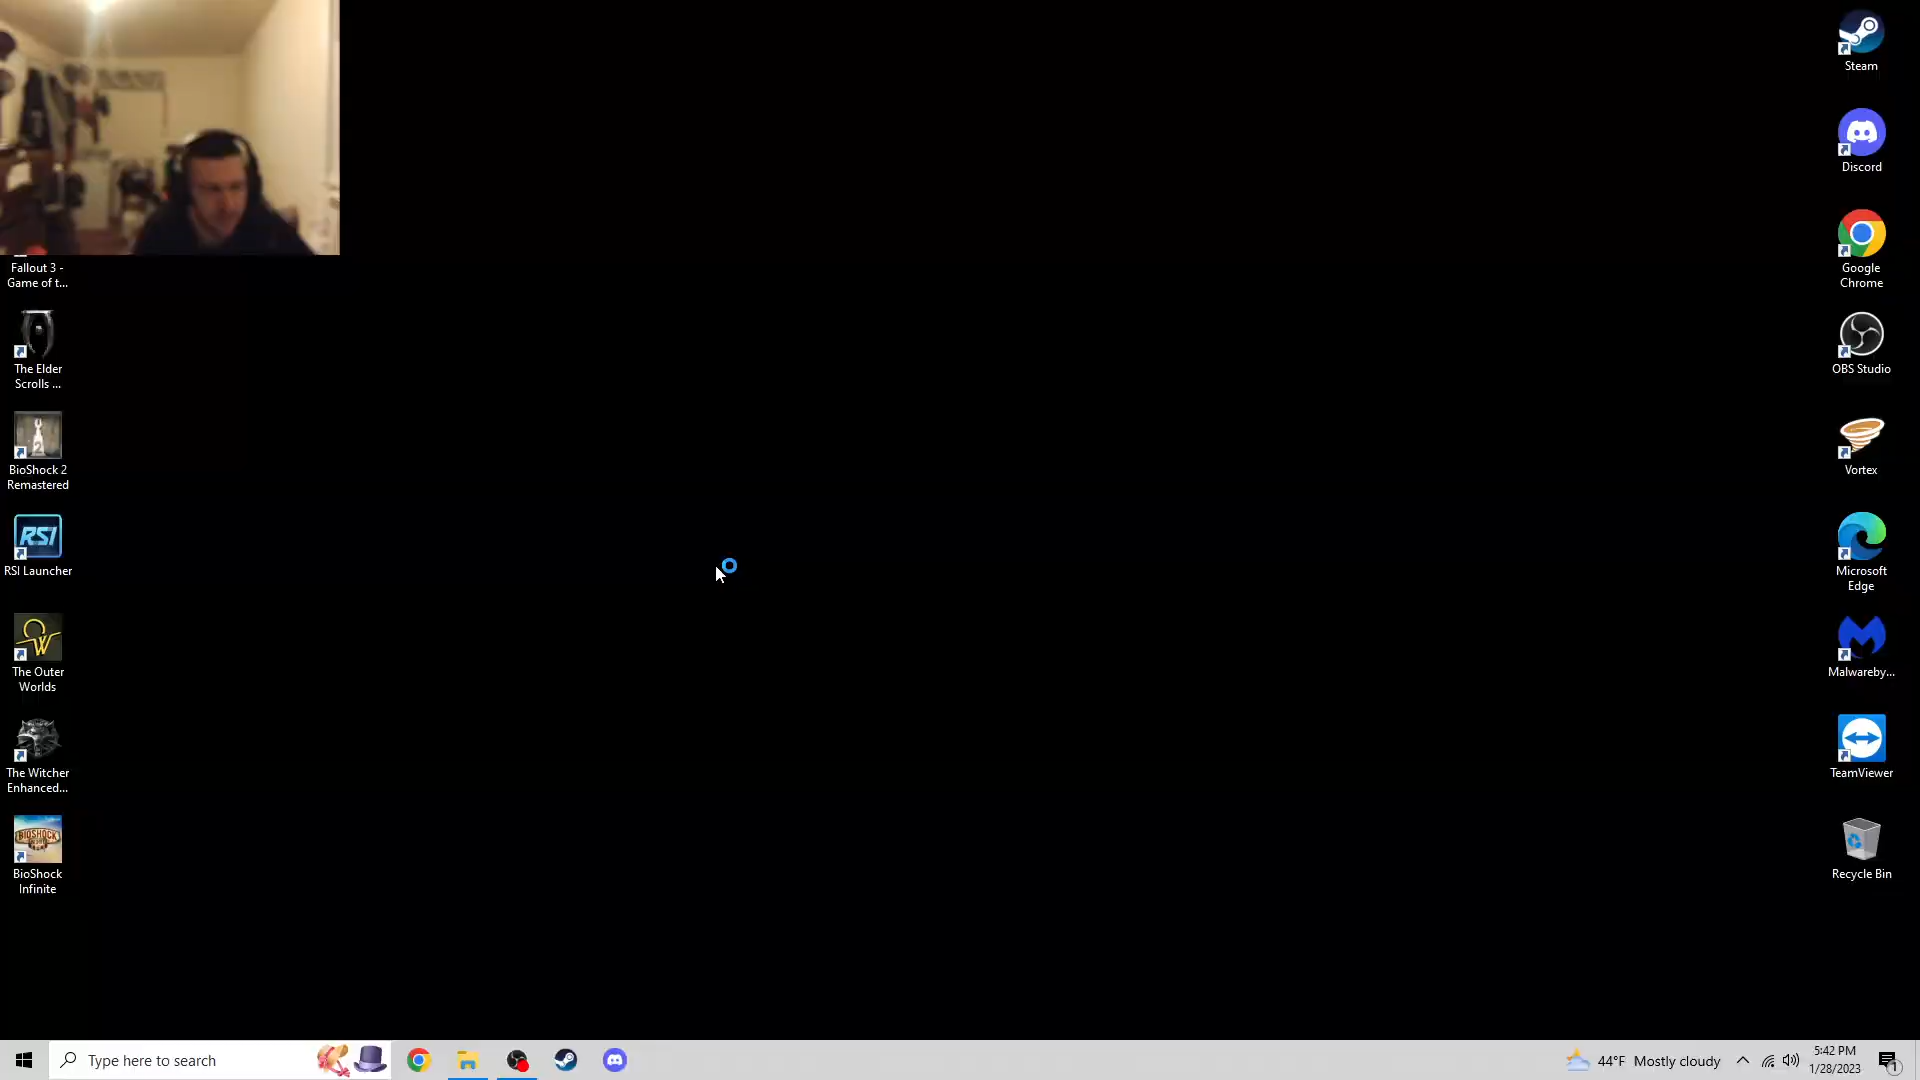 Fallout 3 -
Game of t...
The Elder
Scrolls ...
BioShock 2
Remastered
RSI
RSI Launcher
The Outer
Worlds
The Witcher
Enhanced...
BIOSHOCK
BioShock
Infinite
Steam
Discord
Google
Chrome
OBS Studio
Vortex
Microsoft
Edge
Malwareby...
TeamViewer
Recycle Bin
Type here to search
44°F Mostly cloudy
5:42 PM
1/28/2023
1